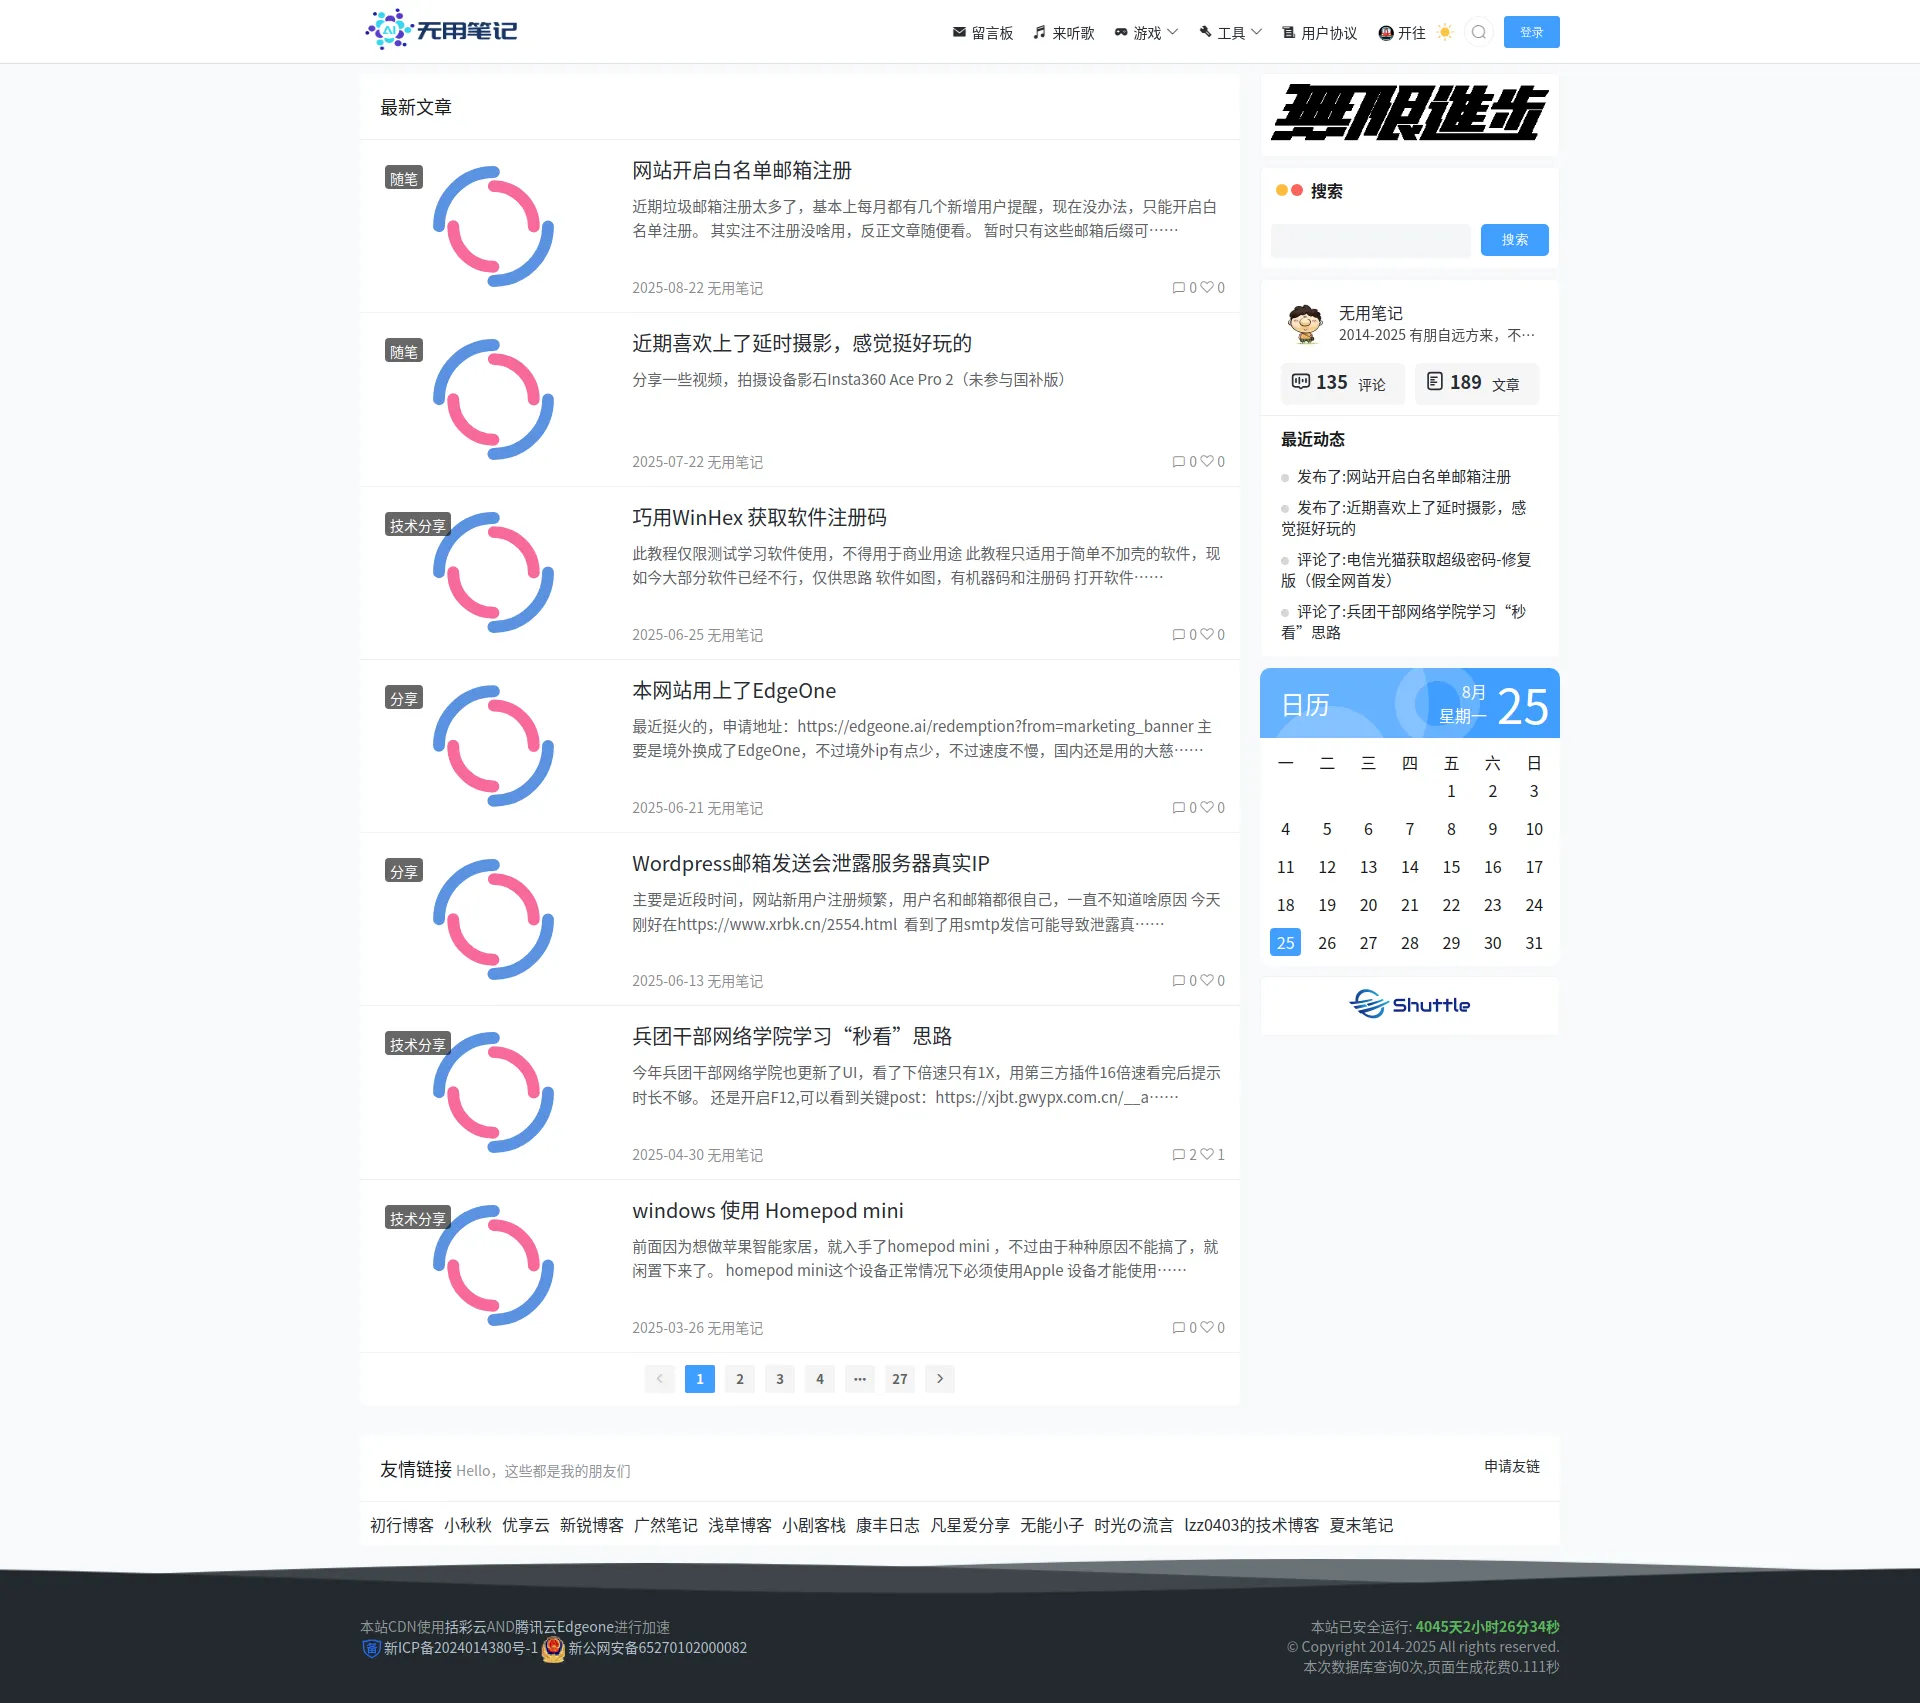 AI 无用笔记
留言板 来听歌 游戏 工具 用户协议 开往 登录
最新文章
随笔
网站开启白名单邮箱注册
近期垃圾邮箱注册太多了，基本上每月都有几个新增用户提醒，现在没办法，只能开启白
名单注册。 其实注不注册没啥用，反正文章随便看。 暂时只有这些邮箱后缀可……
2025-08-22 无用笔记 0 0
随笔
近期喜欢上了延时摄影，感觉挺好玩的
分享一些视频，拍摄设备影石Insta360 Ace Pro 2（未参与国补版）
2025-07-22 无用笔记 0 0
技术分享
巧用WinHex 获取软件注册码
此教程仅限测试学习软件使用，不得用于商业用途 此教程只适用于简单不加壳的软件，现
如今大部分软件已经不行，仅供思路 软件如图，有机器码和注册码 打开软件……
2025-06-25 无用笔记 0 0
分享
本网站用上了EdgeOne
最近挺火的，申请地址：https://edgeone.ai/redemption?from=marketing_banner 主
要是境外换成了EdgeOne，不过境外ip有点少，不过速度不慢，国内还是用的大慈……
2025-06-21 无用笔记 0 0
分享
Wordpress邮箱发送会泄露服务器真实IP
主要是近段时间，网站新用户注册频繁，用户名和邮箱都很自己，一直不知道啥原因 今天
刚好在https://www.xrbk.cn/2554.html 看到了用smtp发信可能导致泄露真……
2025-06-13 无用笔记 0 0
技术分享
兵团干部网络学院学习“秒看”思路
今年兵团干部网络学院也更新了UI，看了下倍速只有1X，用第三方插件16倍速看完后提示
时长不够。 还是开启F12,可以看到关键post：https://xjbt.gwypx.com.cn/__a……
2025-04-30 无用笔记 2 1
技术分享
windows 使用 Homepod mini
前面因为想做苹果智能家居，就入手了homepod mini ，不过由于种种原因不能搞了，就
闲置下来了。 homepod mini这个设备正常情况下必须使用Apple 设备才能使用……
2025-03-26 无用笔记 0 0
1 2 3 4 ··· 27
無限進步
搜索
搜索
无用笔记
2014-2025 有朋自远方来，不…
135 评论 189 文章
最近动态
发布了:网站开启白名单邮箱注册
发布了:近期喜欢上了延时摄影，感
觉挺好玩的
评论了:电信光猫获取超级密码-修复
版（假全网首发）
评论了:兵团干部网络学院学习“秒
看”思路
日历 8月 星期一 25
一 二 三 四 五 六 日
1 2 3
4 5 6 7 8 9 10
11 12 13 14 15 16 17
18 19 20 21 22 23 24
25 26 27 28 29 30 31
Shuttle
友情链接 Hello，这些都是我的朋友们 申请友链
初行博客 小秋秋 优享云 新锐博客 广然笔记 浅草博客 小剧客栈 康丰日志 凡星爱分享 无能小子 时光の流言 lzz0403的技术博客 夏末笔记
本站CDN使用括彩云AND腾讯云Edgeone进行加速
新ICP备2024014380号-1 新公网安备65270102000082
本站已安全运行: 4045天2小时26分34秒
© Copyright 2014-2025 All rights reserved.
本次数据库查询0次,页面生成花费0.111秒